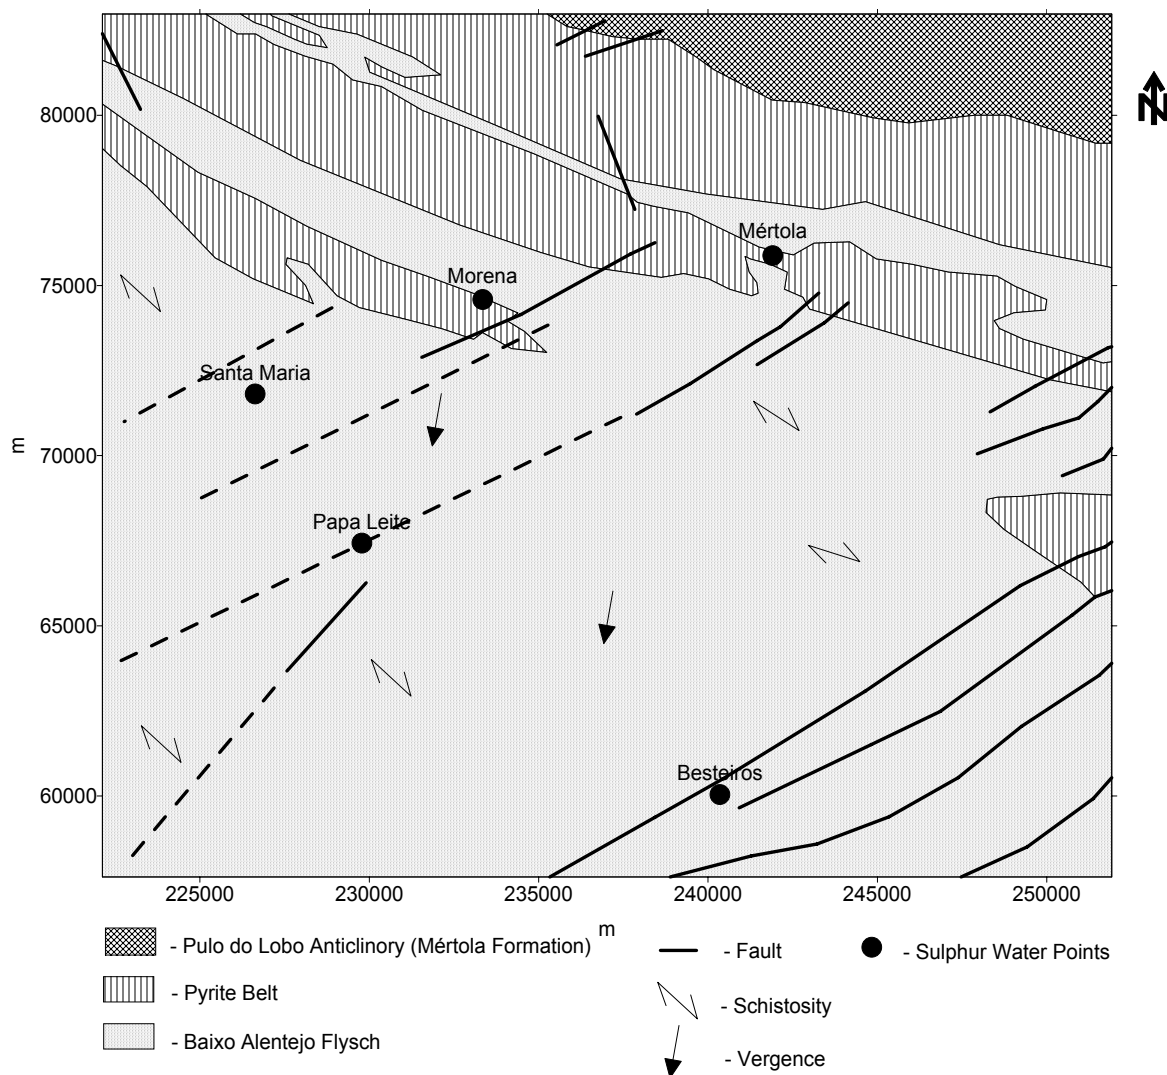 N
80000
Mértola
Morena
75000
Santa Maria
m
70000
Papa Leite
65000
Besteiros
60000
225000 230000 235000 240000 245000 250000
m
- Pulo do Lobo Anticlinory (Mértola Formation)
- Fault
- Sulphur Water Points
- Pyrite Belt
- Schistosity
- Baixo Alentejo Flysch
- Vergence